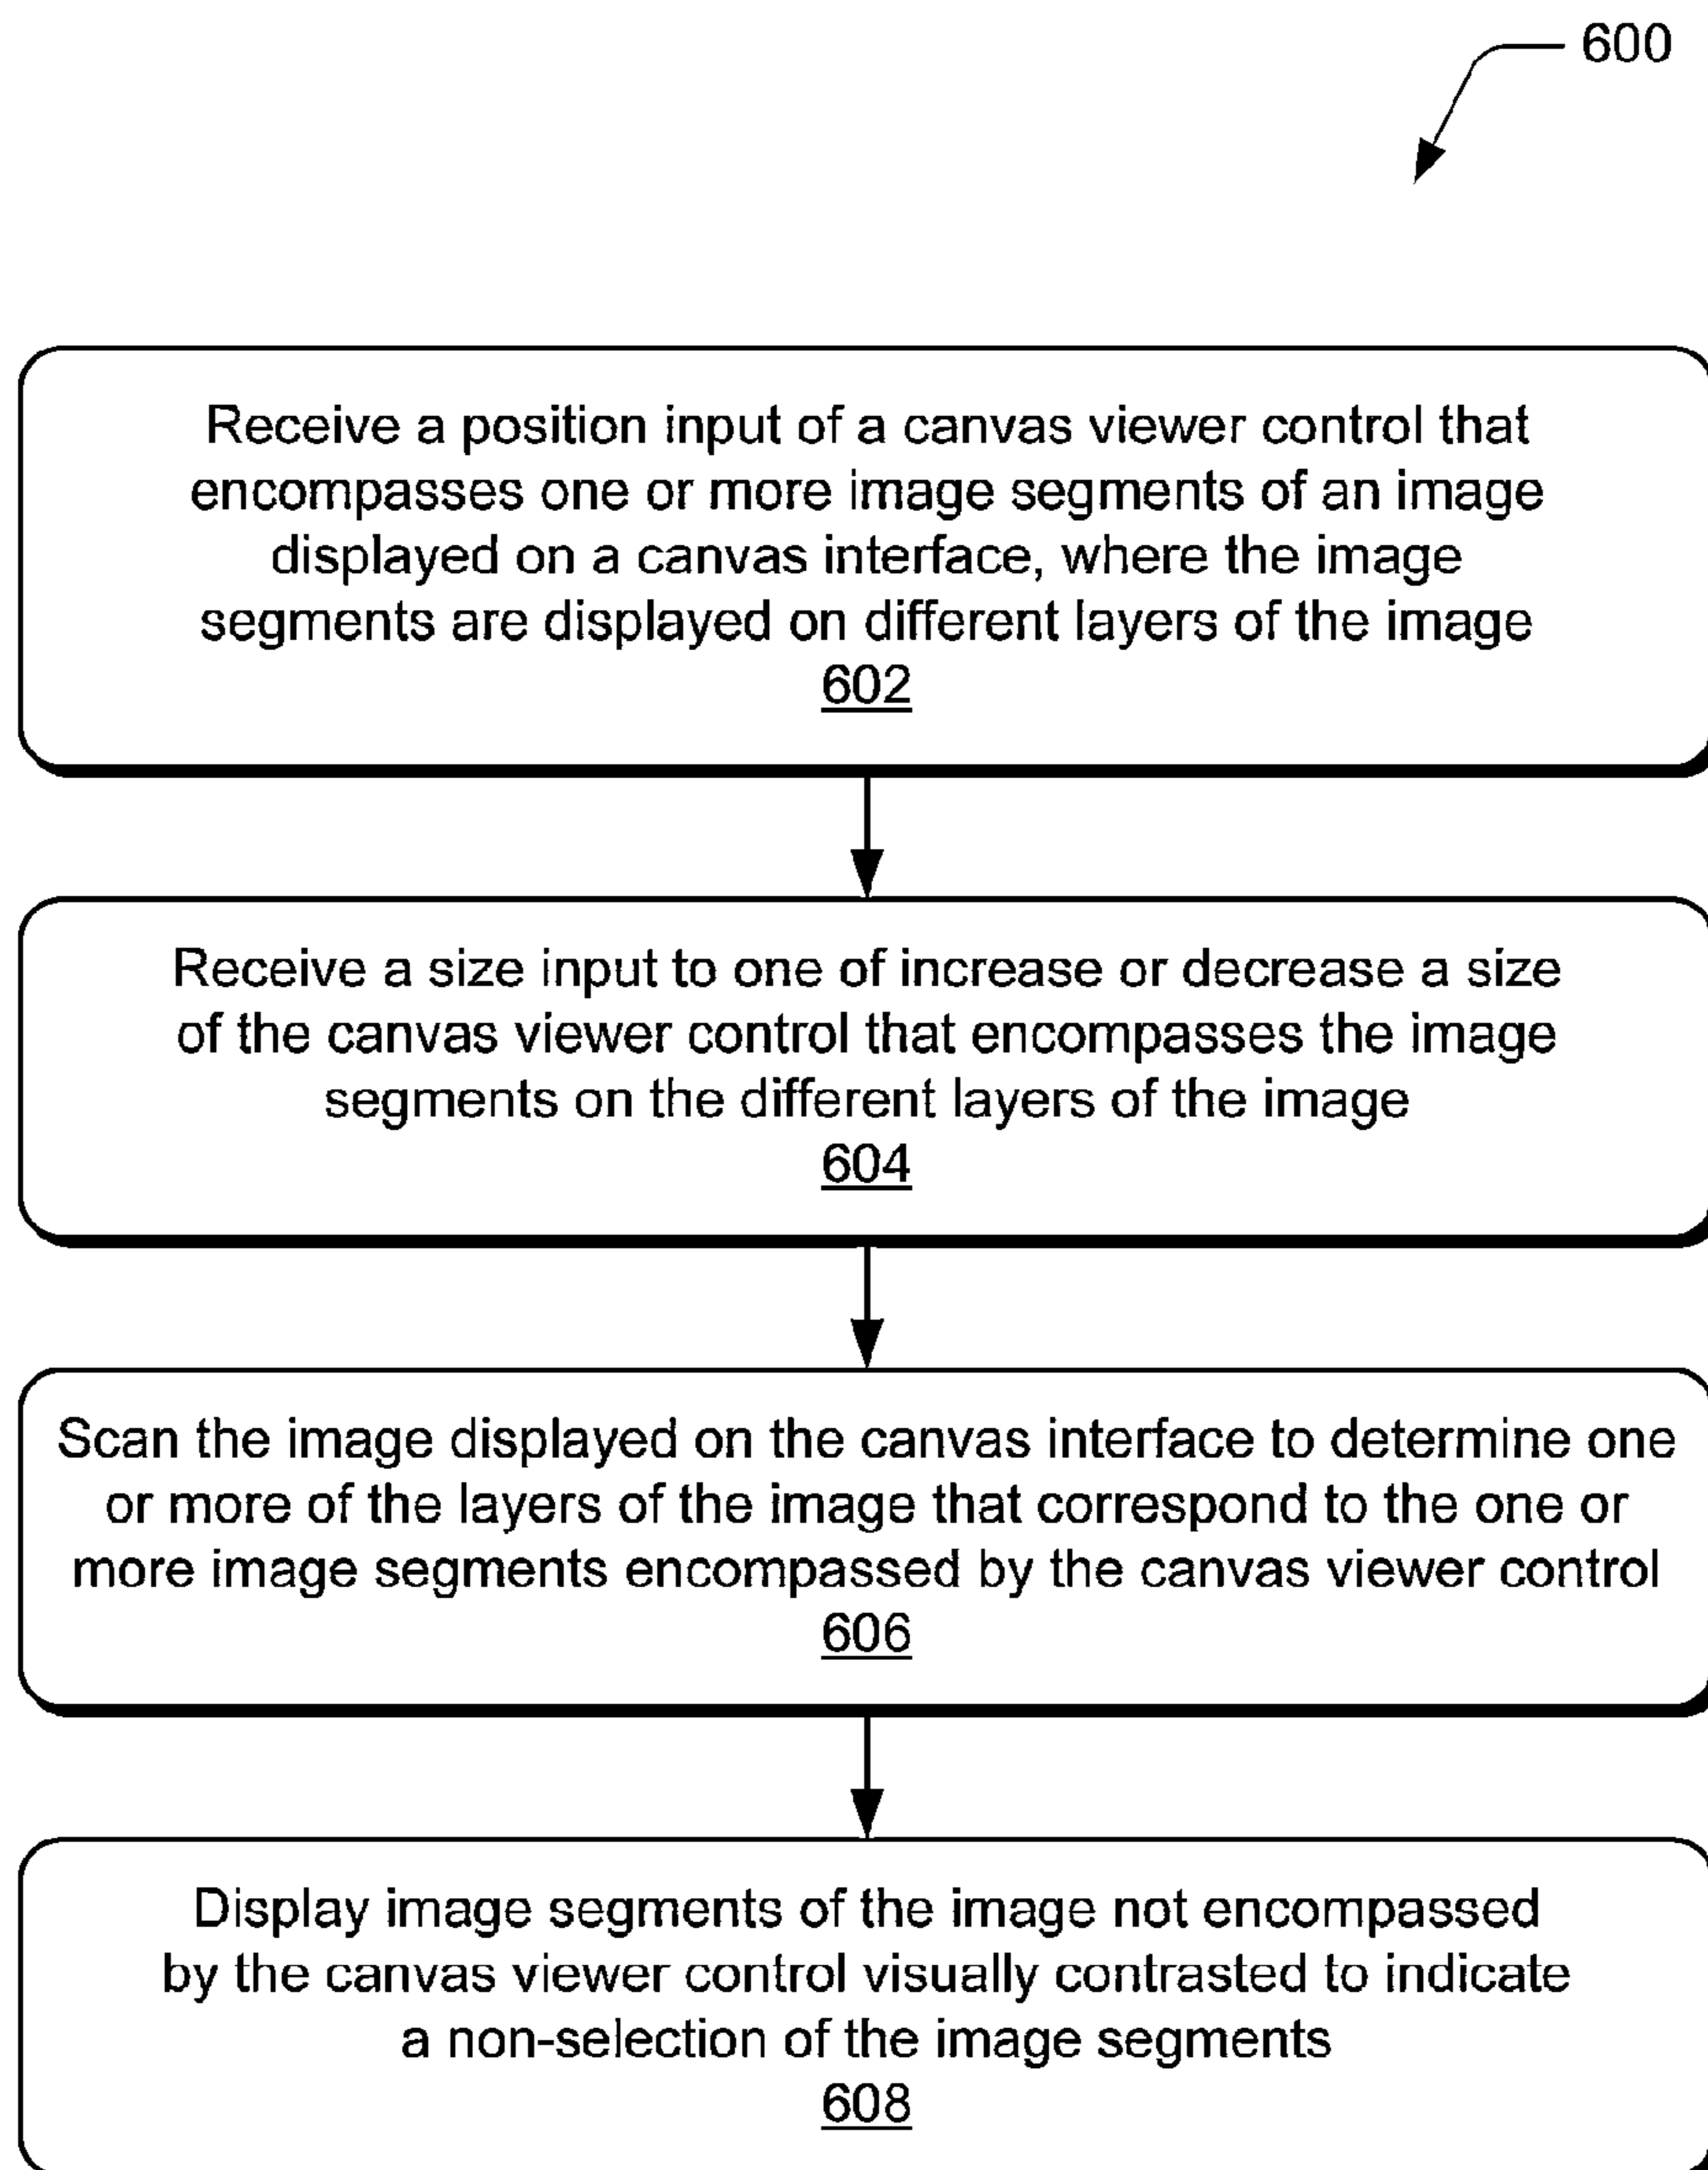 600
Receive a position input of a canvas viewer control that
encompasses one or more image segments of an image
displayed on a canvas interface, where the image
segments are displayed on different layers of the image
602
Receive a size input to one of increase or decrease a size
of the canvas viewer control that encompasses the image
segments on the different layers of the image
604
Scan the image displayed on the canvas interface to determine one
or more of the layers of the image that correspond to the one or
more image segments encompassed by the canvas viewer control
606
Display image segments of the image not encompassed
by the canvas viewer control visually contrasted to indicate
a non-selection of the image segments
608